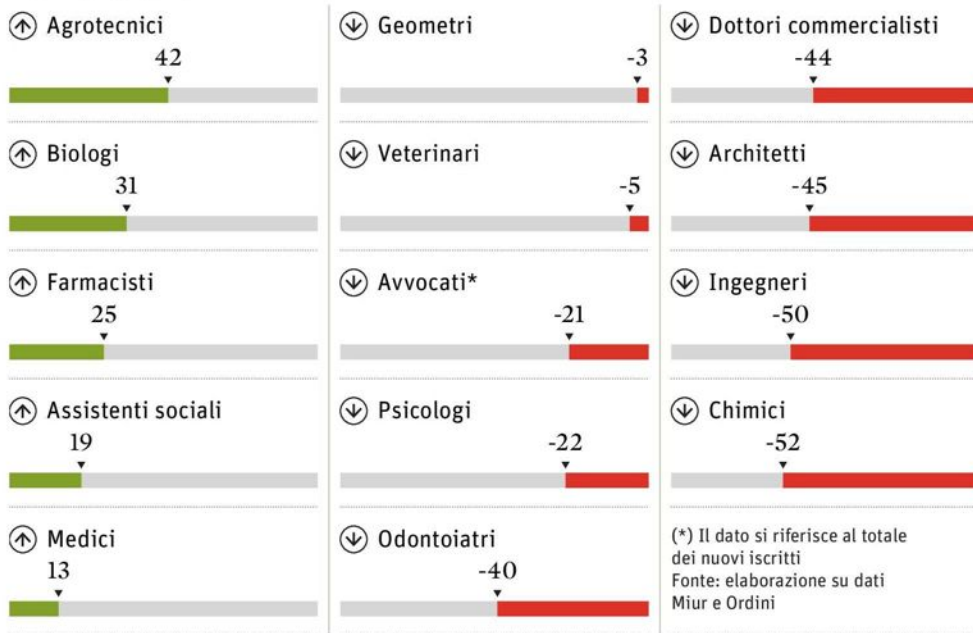 Agrotecnici
42
Biologi
31
Farmacisti
25
Assistenti sociali
19
Medici
13
Geometri
-3
Veterinari
-5
Avvocati*
-21
Psicologi
-22
Odontoiatri
-40
Dottori commercialisti
-44
Architetti
-45
Ingegneri
-50
Chimici
-52
(*) Il dato si riferisce al totale
dei nuovi iscritti
Fonte: elaborazione su dati
Miur e Ordini